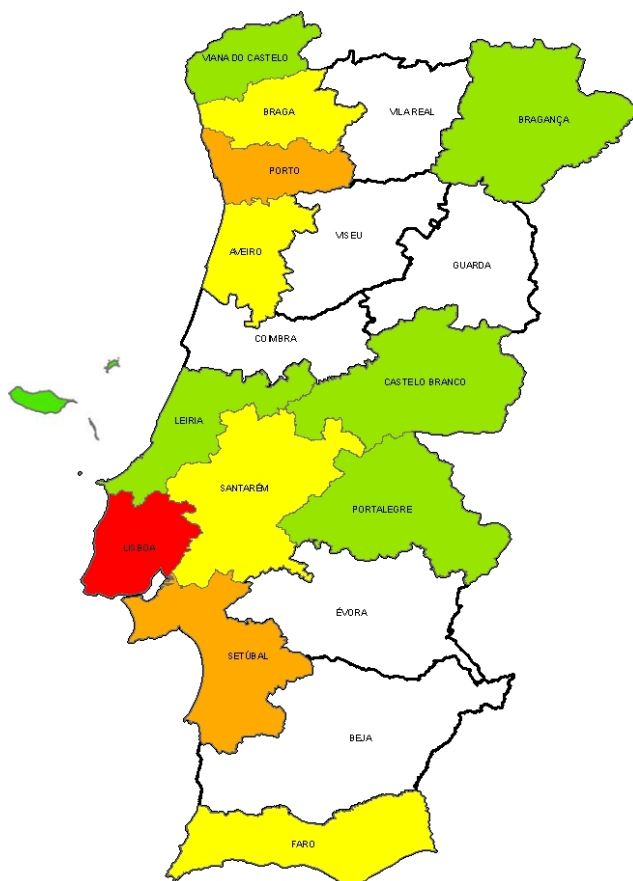 VIANA DO CASTELO
BRAGA
VILA REAL
BRAGANÇA
PORTO
VISEU
AVEIRO
GUARDA
COIMBRA
CASTELO BRANCO
LEIRIA
SANTARÉM
PORTALEGRE
LISBOA
ÉVORA
SETÚBAL
BEJA
FARO